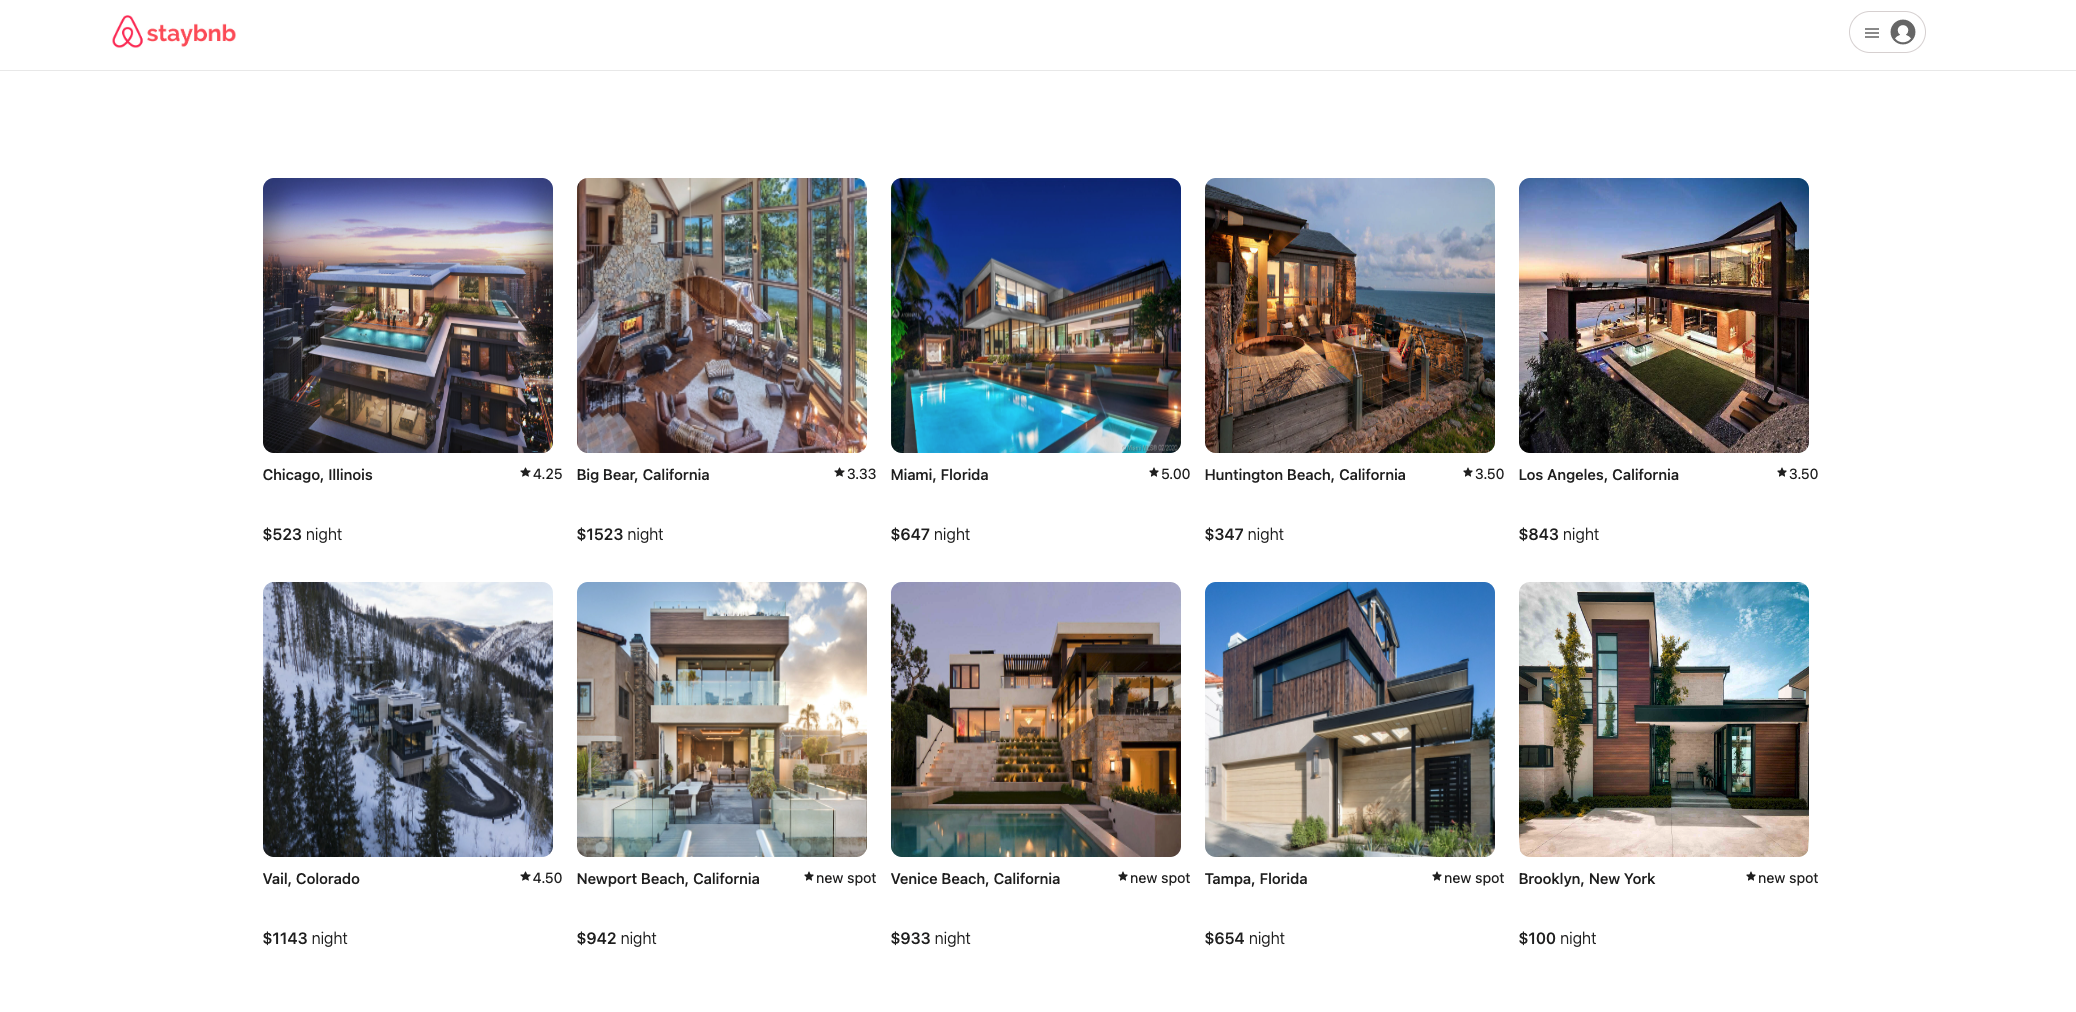 staybnb
Chicago, Illinois ★4.25
$523 night
Big Bear, California ★3.33
$1523 night
Miami, Florida ★5.00
$647 night
Huntington Beach, California ★3.50
$347 night
Los Angeles, California ★3.50
$843 night
Vail, Colorado ★4.50
$1143 night
Newport Beach, California ★new spot
$942 night
Venice Beach, California ★new spot
$933 night
Tampa, Florida ★new spot
$654 night
Brooklyn, New York ★new spot
$100 night